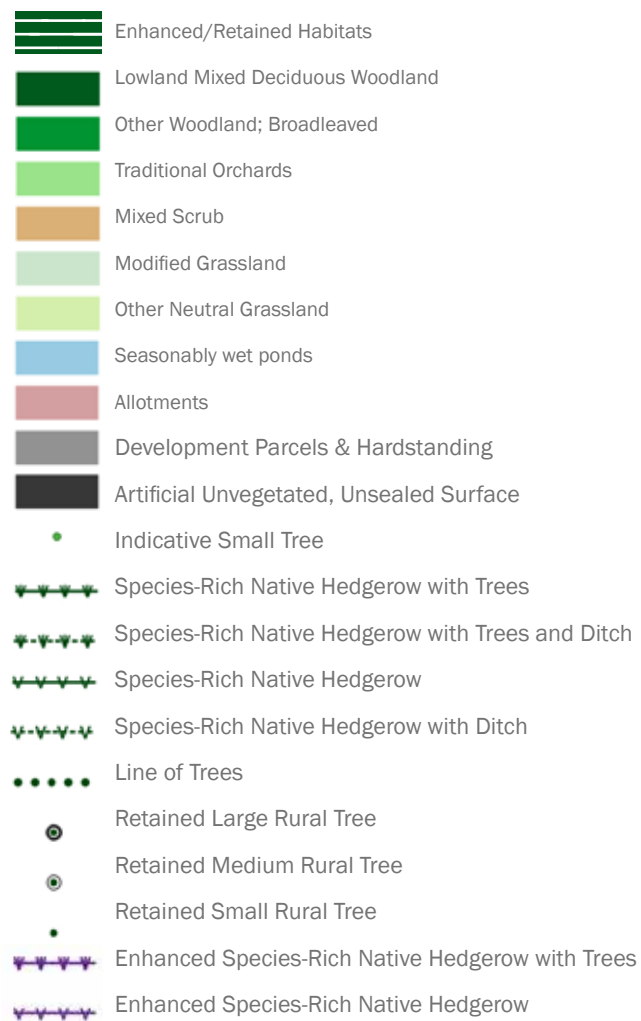 Enhanced/Retained Habitats
Lowland Mixed Deciduous Woodland
Other Woodland; Broadleaved
Traditional Orchards
Mixed Scrub
Modified Grassland
Other Neutral Grassland
Seasonably wet ponds
Allotments
Development Parcels & Hardstanding
Artificial Unvegetated, Unsealed Surface
Indicative Small Tree
Species-Rich Native Hedgerow with Trees
Species-Rich Native Hedgerow with Trees and Ditch
Species-Rich Native Hedgerow
Species-Rich Native Hedgerow with Ditch
Line of Trees
Retained Large Rural Tree
Retained Medium Rural Tree
Retained Small Rural Tree
Enhanced Species-Rich Native Hedgerow with Trees
Enhanced Species-Rich Native Hedgerow